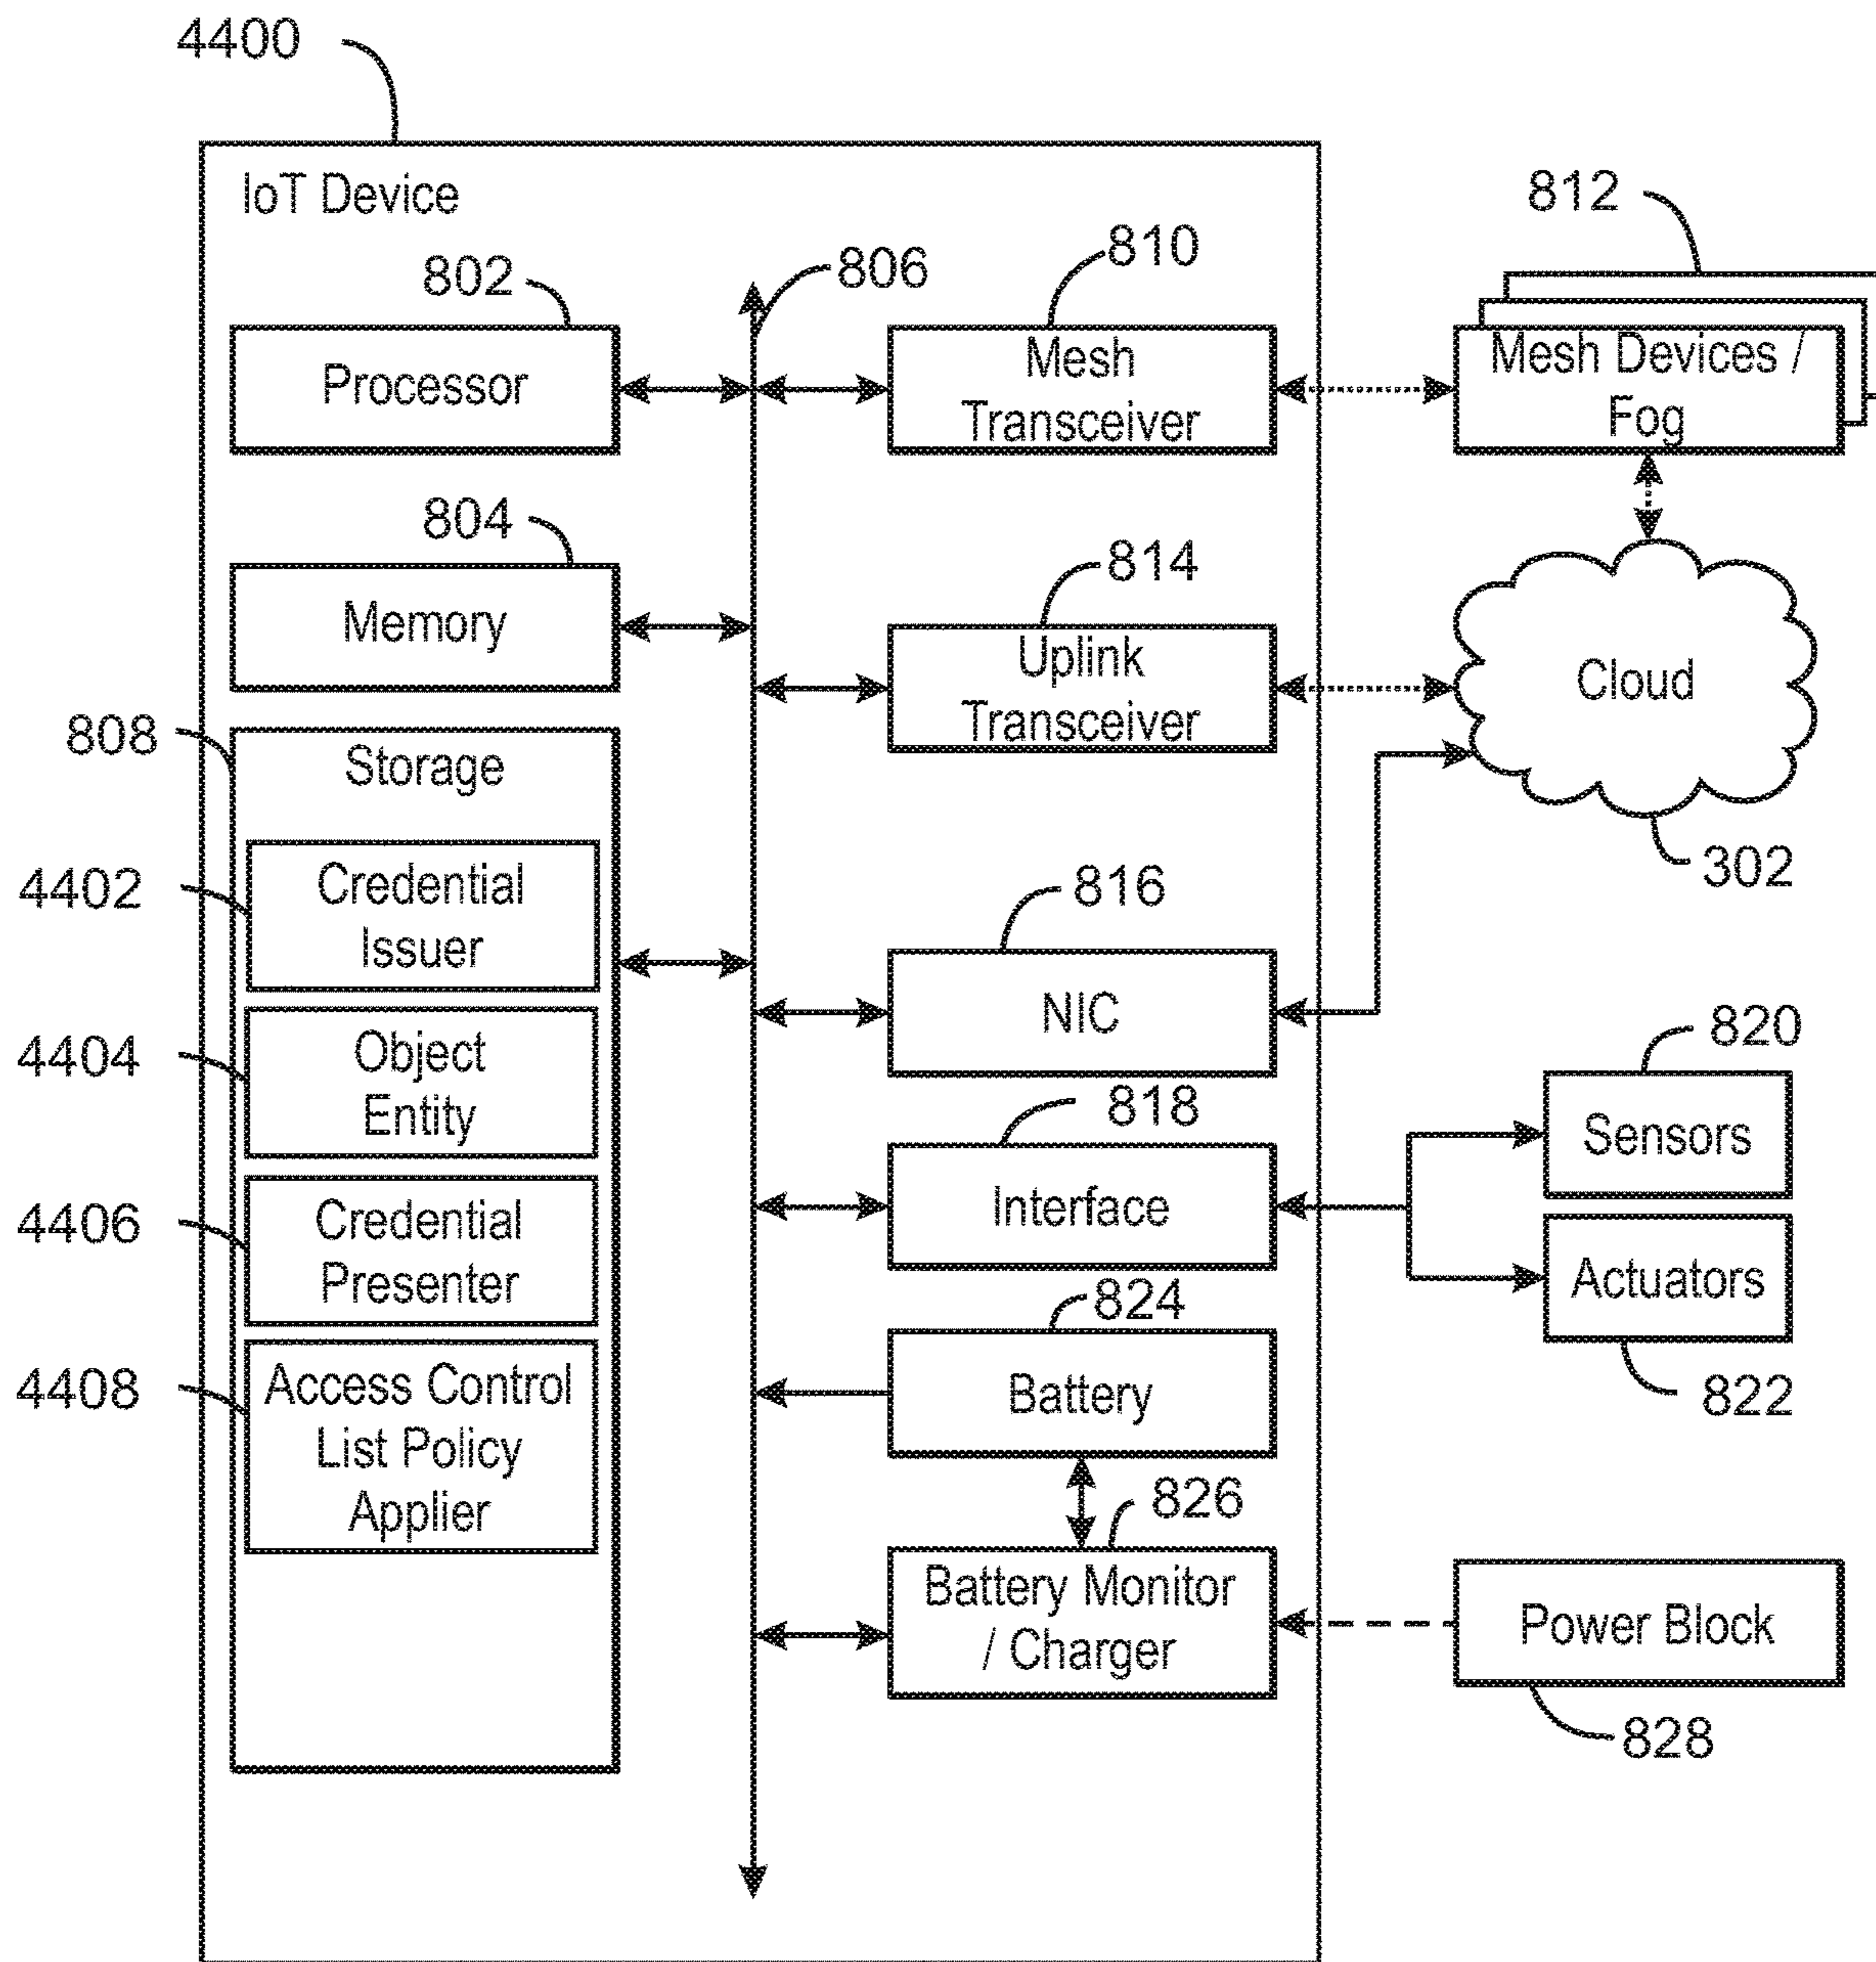 4400
IoT Device
812
802
806
810
Processor
Mesh
Transceiver
Mesh Devices /
Fog
804
814
Memory
Uplink
Transceiver
Cloud
808
Storage
302
4402
Credential
Issuer
816
NIC
4404
Object
Entity
820
Sensors
818
4406
Credential
Presenter
Interface
Actuators
822
824
4408
Access Control
List Policy
Applier
Battery
826
Battery Monitor
/ Charger
Power Block
828